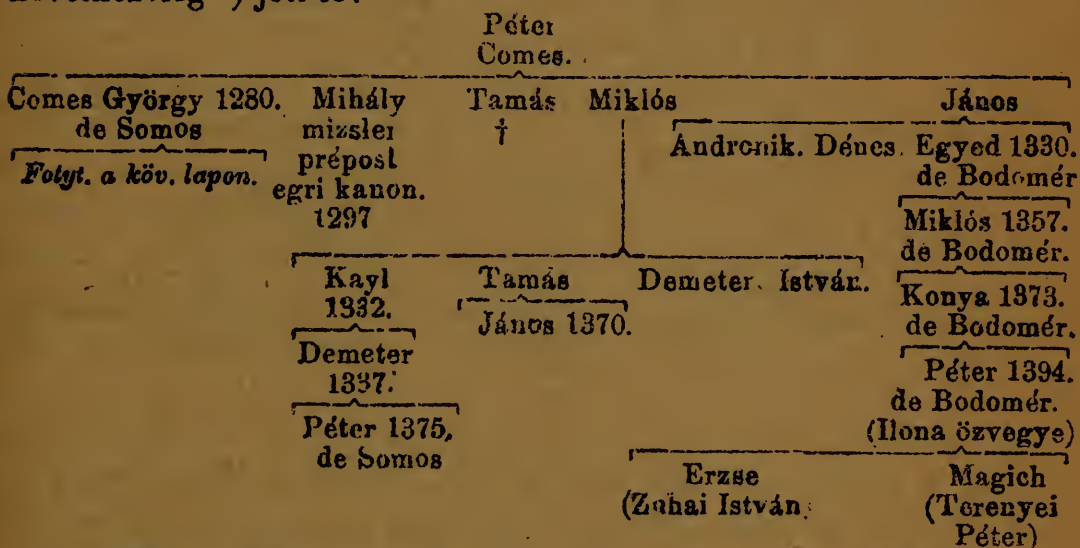 jött le:
Péter
Comes.
Comes György 1280. Mihály Tamás Miklós János
de Somos mizslei †
prépost Andronik. Dénes. Egyed 1330.
Folyt. a köv. lapon. egri kanon. de Bodomér
1297 Miklós 1357.
de Bodomér.
Kayl Tamás Demeter. István. Konya 1373.
1332. János 1370. de Bodomér.
Demeter
1337. Péter 1394.
de Bodomér.
Péter 1375, (Ilona özvegye)
de Somos
Erzse Magich
(Zuhai István. (Terenyei
Péter)